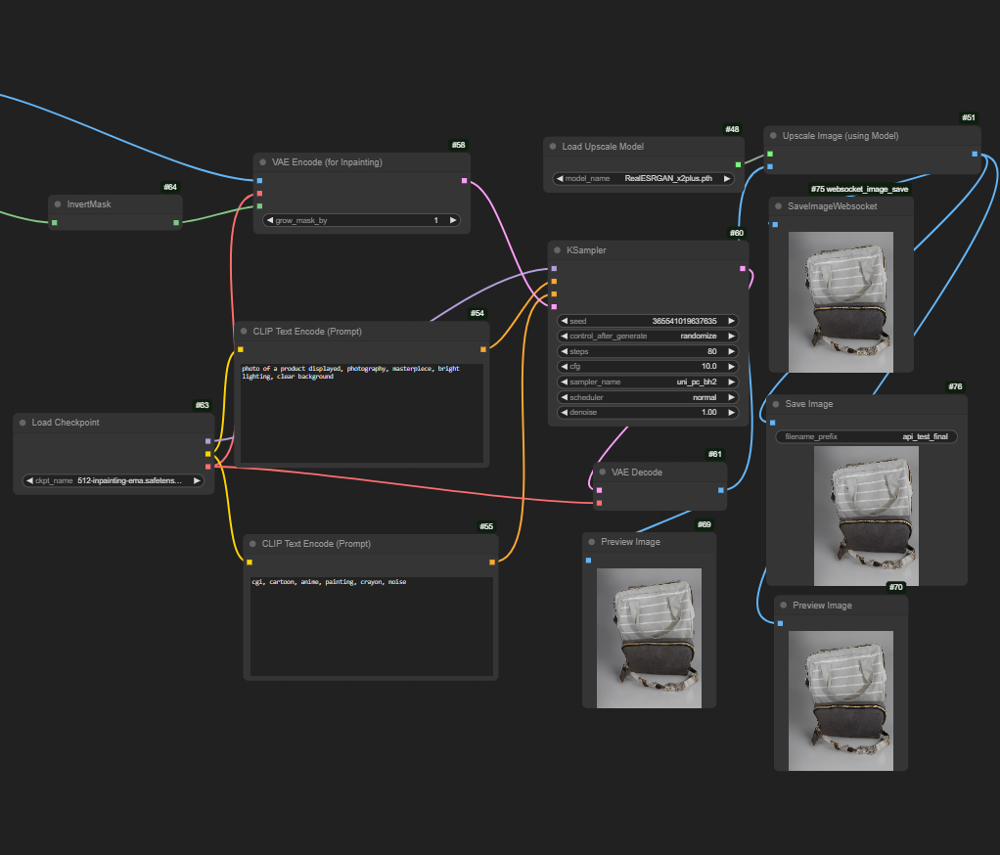 #58
VAE Encode (for Inpainting)
grow_mask_by 1
#64
InvertMask
#48
Load Upscale Model
model_name RealESRGAN_x2plus.pth
#51
Upscale Image (using Model)
#75 websocket_image_save
SaveImageWebsocket
#60
KSampler
seed 365541019637635
control_after_generate randomize
steps 80
cfg 10.0
sampler_name uni_pc_bh2
scheduler normal
denoise 1.00
#54
CLIP Text Encode (Prompt)
photo of a product displayed, photography, masterpiece, bright
lighting, clear background
#63
Load Checkpoint
ckpt_name 512-inpainting-ema.safetens...
#76
Save Image
filename_prefix api_test_final
#61
VAE Decode
#55
CLIP Text Encode (Prompt)
cgi, cartoon, anime, painting, crayon, noise
#69
Preview Image
#70
Preview Image